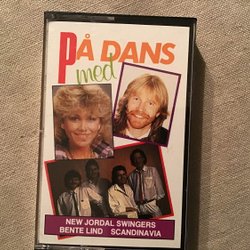 PÅ DANS
med
NEW JORDAL SWINGERS
BENTE LIND SCANDINAVIA